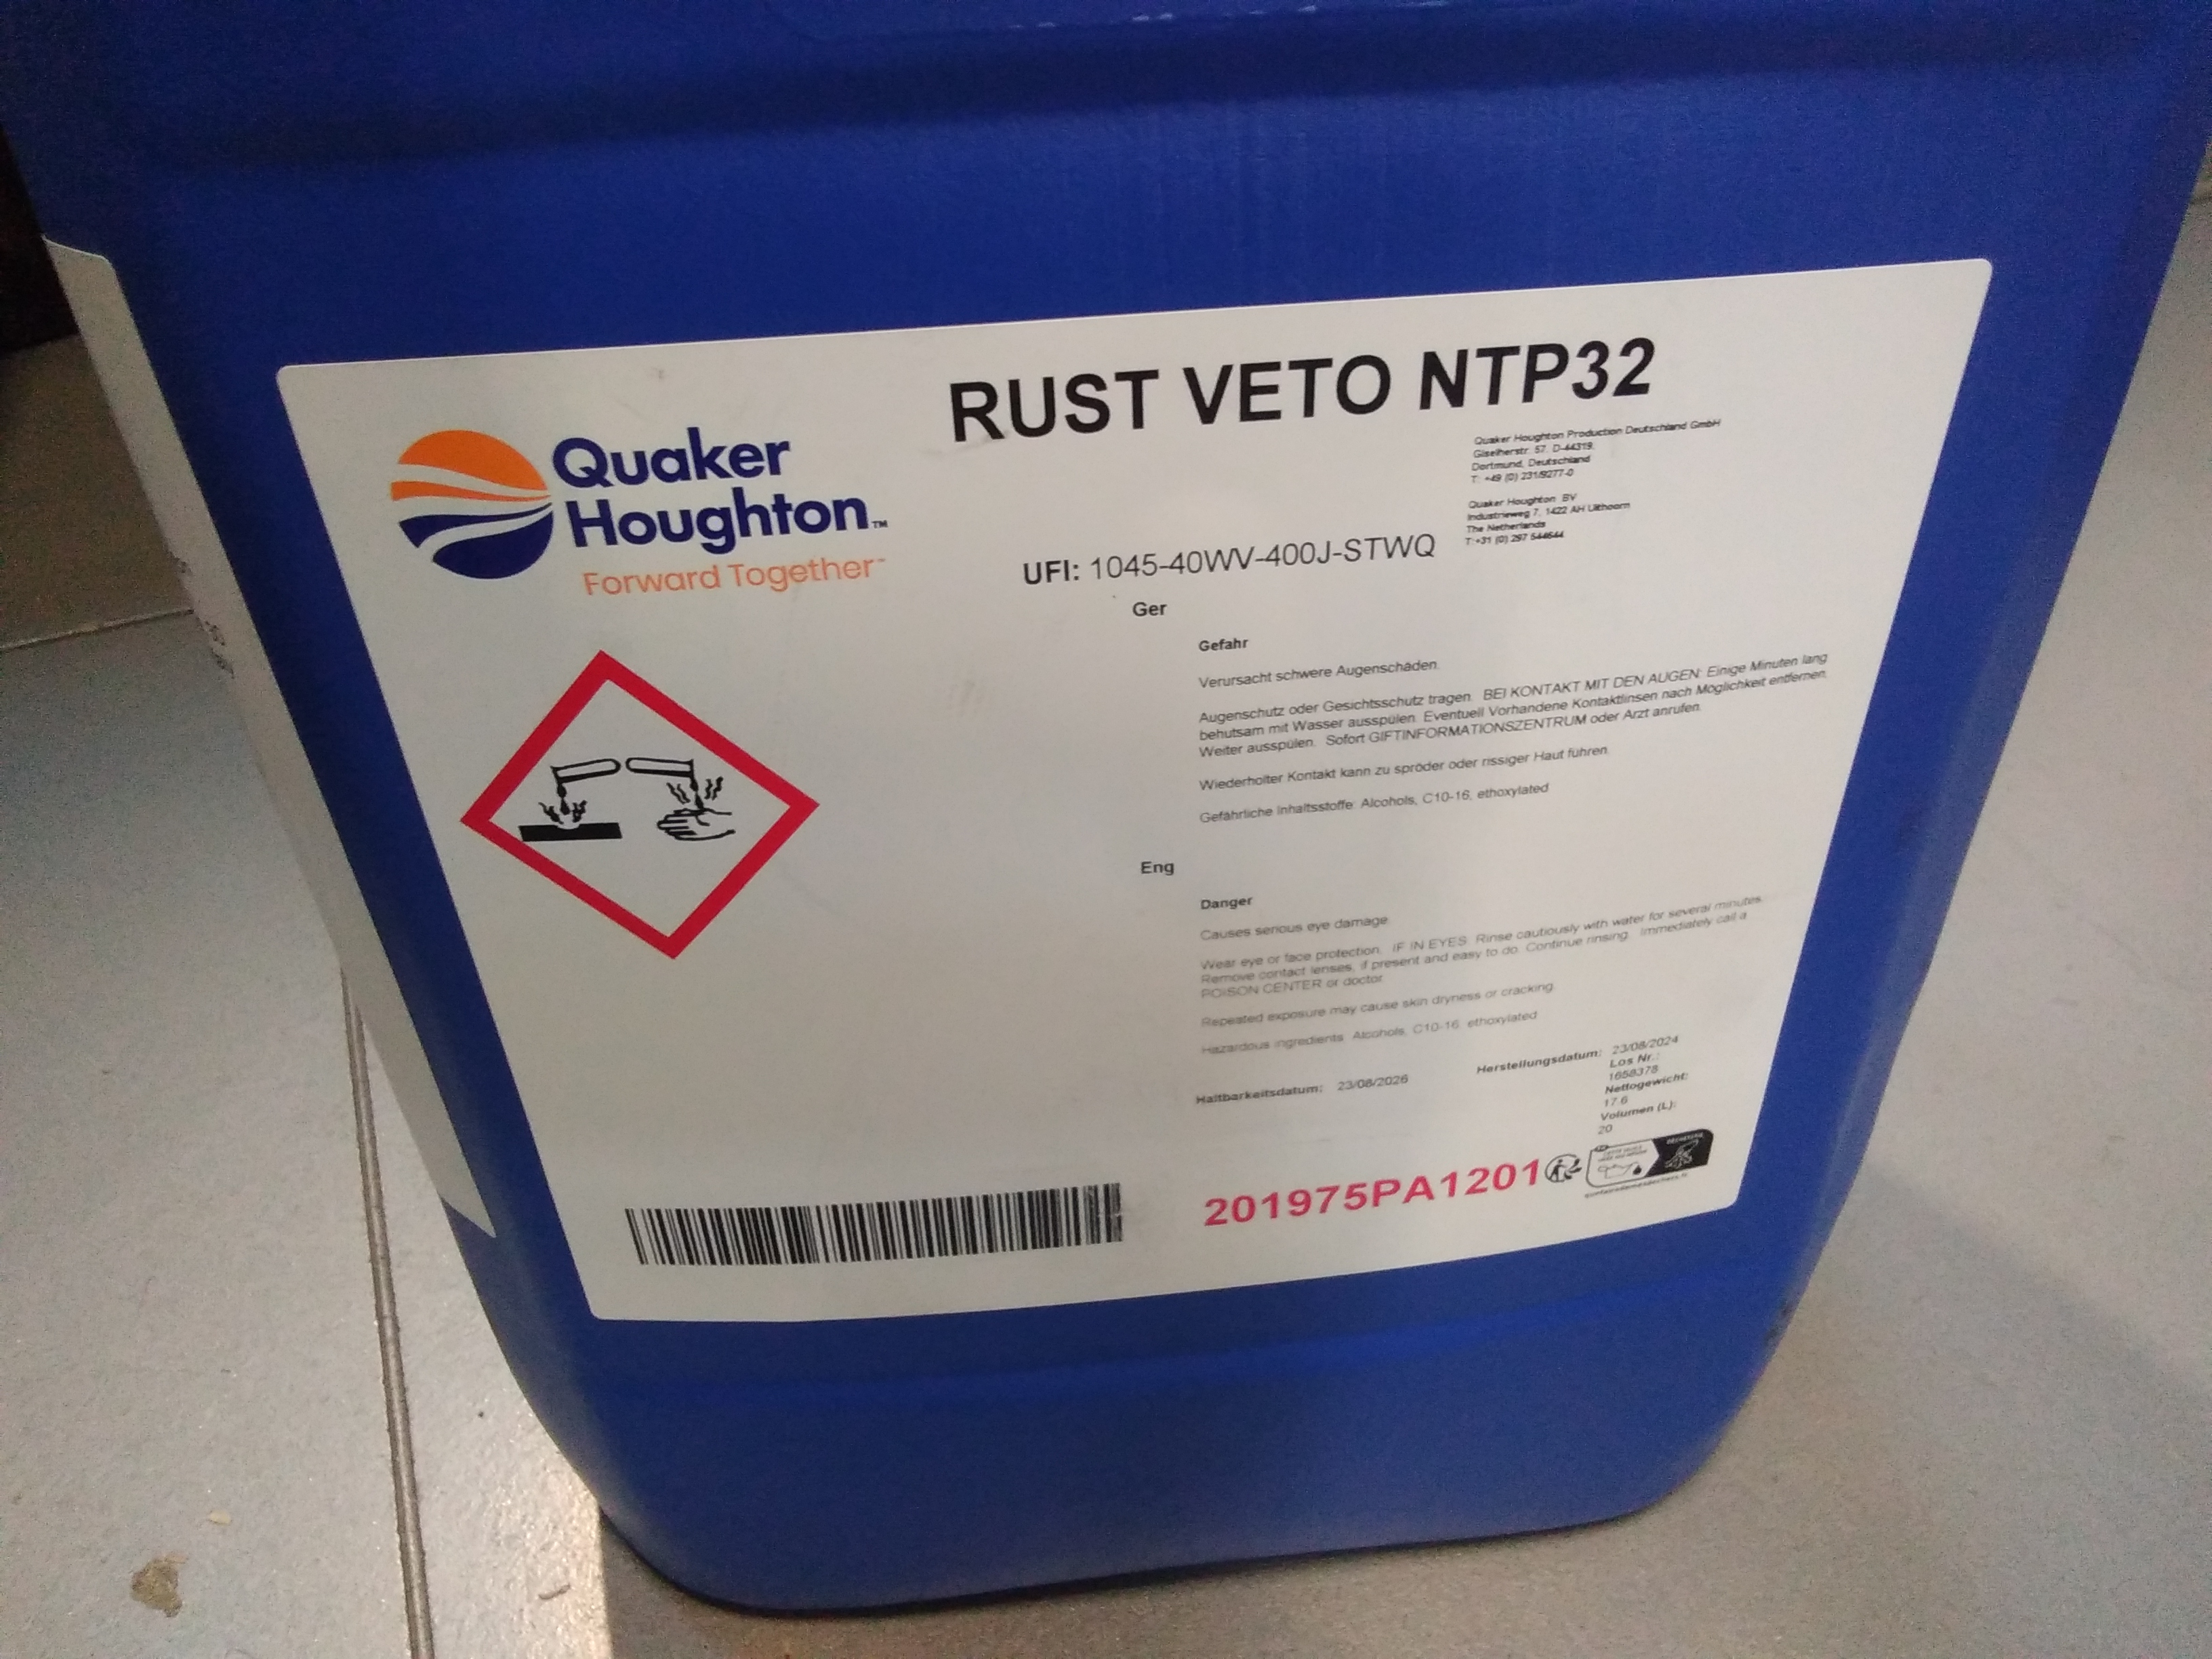 RUST VETO NTP32
Quaker
Houghton™
Forward Together™
Quaker Houghton Production Deutschland GmbH
Giselherstr. 57, D-44319,
Dortmund, Deutschland
T: +49 (0) 231/9277-0
Quaker Houghton BV
Industrieweg 7, 1422 AH Uithoorn
The Netherlands
T:+31 (0) 297 544644
UFI: 1045-40WV-400J-STWQ
Ger
Gefahr
Verursacht schwere Augenschäden.
Augenschutz oder Gesichtsschutz tragen. BEI KONTAKT MIT DEN AUGEN: Einige Minuten lang
behutsam mit Wasser ausspülen. Eventuell Vorhandene Kontaktlinsen nach Möglichkeit entfernen.
Weiter ausspülen. Sofort GIFTINFORMATIONSZENTRUM oder Arzt anrufen.
Wiederholter Kontakt kann zu spröder oder rissiger Haut führen.
Gefährliche Inhaltsstoffe: Alcohols, C10-16, ethoxylated
Eng
Danger
Causes serious eye damage.
Wear eye or face protection. IF IN EYES: Rinse cautiously with water for several minutes.
Remove contact lenses, if present and easy to do. Continue rinsing. Immediately call a
POISON CENTER or doctor.
Repeated exposure may cause skin dryness or cracking.
Hazardous ingredients: Alcohols, C10-16, ethoxylated
Haltbarkeitsdatum: 23/08/2026
Herstellungsdatum: 23/08/2024
Los Nr.:
1658378
Nettogewicht:
17.6
Volumen (L):
20
201975PA1201